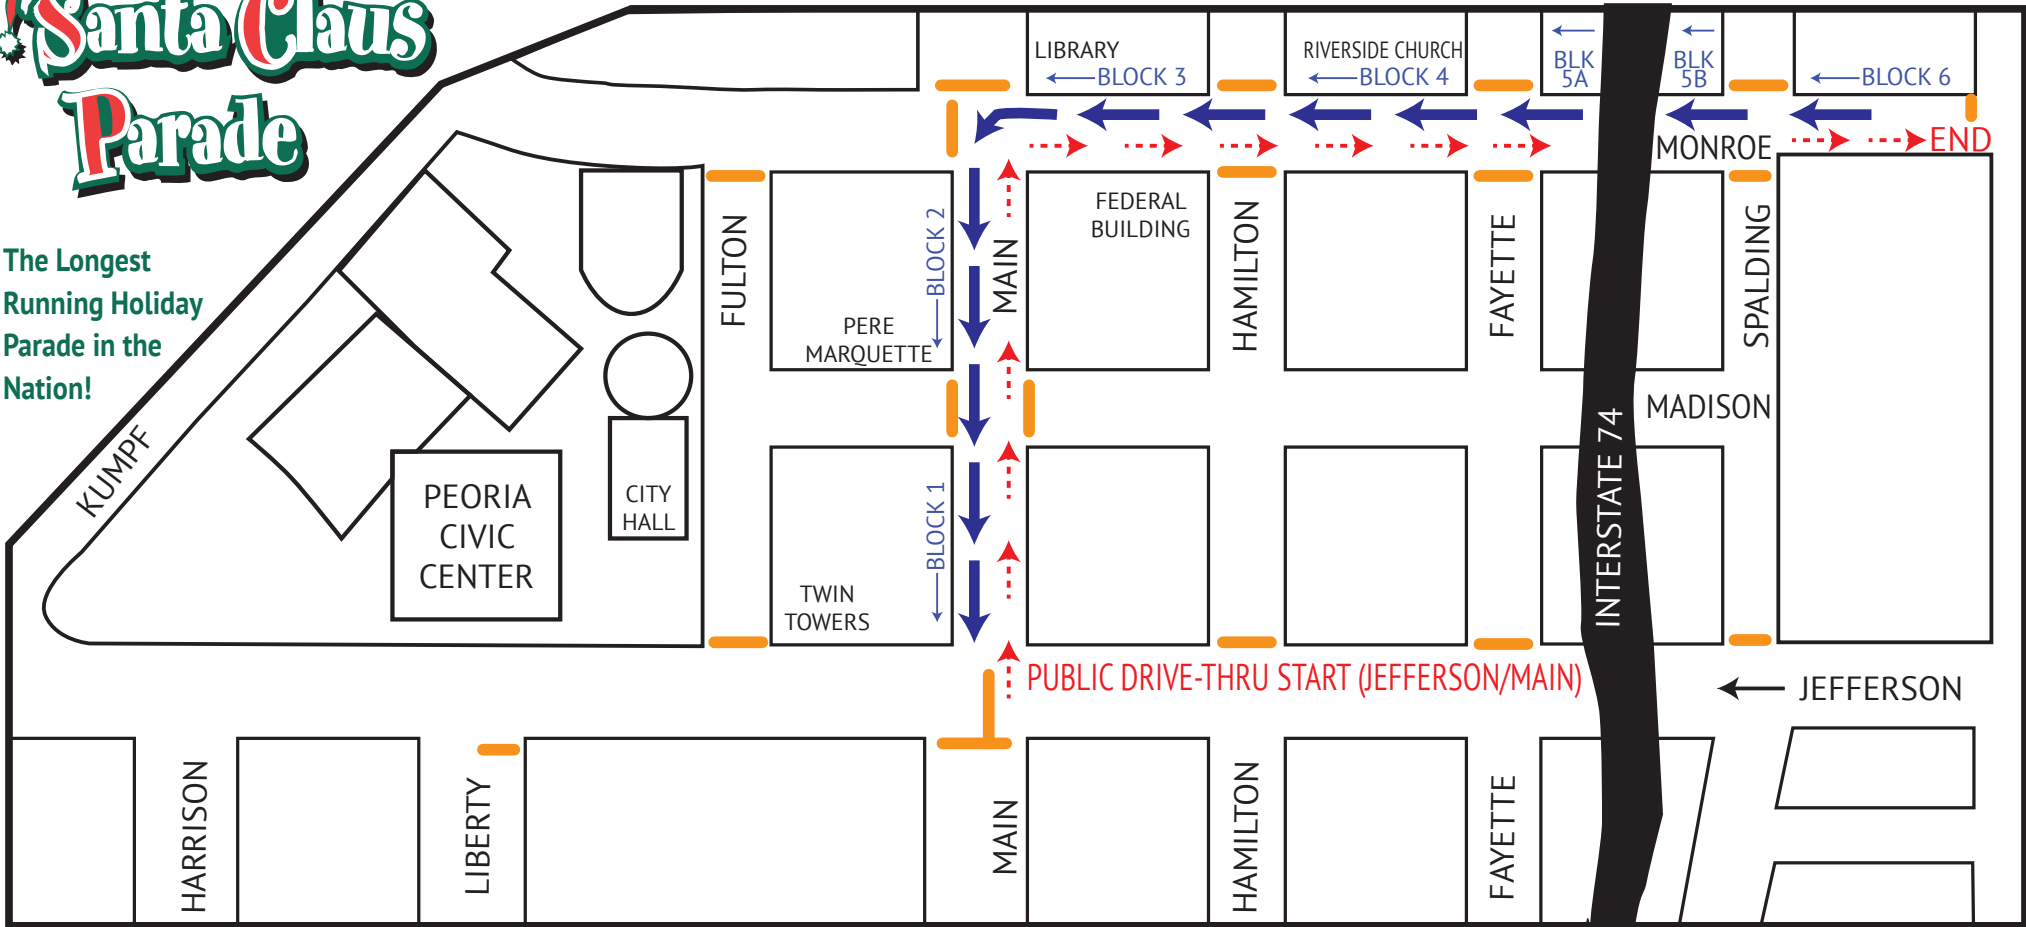 Santa Claus
Parade
The Longest
Running Holiday
Parade in the
Nation!
LIBRARY
BLOCK 3
RIVERSIDE CHURCH
BLOCK 4
BLK
5A
BLK
5B
BLOCK 6
MONROE
END
FULTON
BLOCK 2
MAIN
FEDERAL
BUILDING
HAMILTON
FAYETTE
SPALDING
PERE
MARQUETTE
MADISON
KUMPF
PEORIA
CIVIC
CENTER
CITY
HALL
BLOCK 1
TWIN
TOWERS
INTERSTATE 74
PUBLIC DRIVE-THRU START (JEFFERSON/MAIN)
JEFFERSON
HARRISON
LIBERTY
MAIN
HAMILTON
FAYETTE